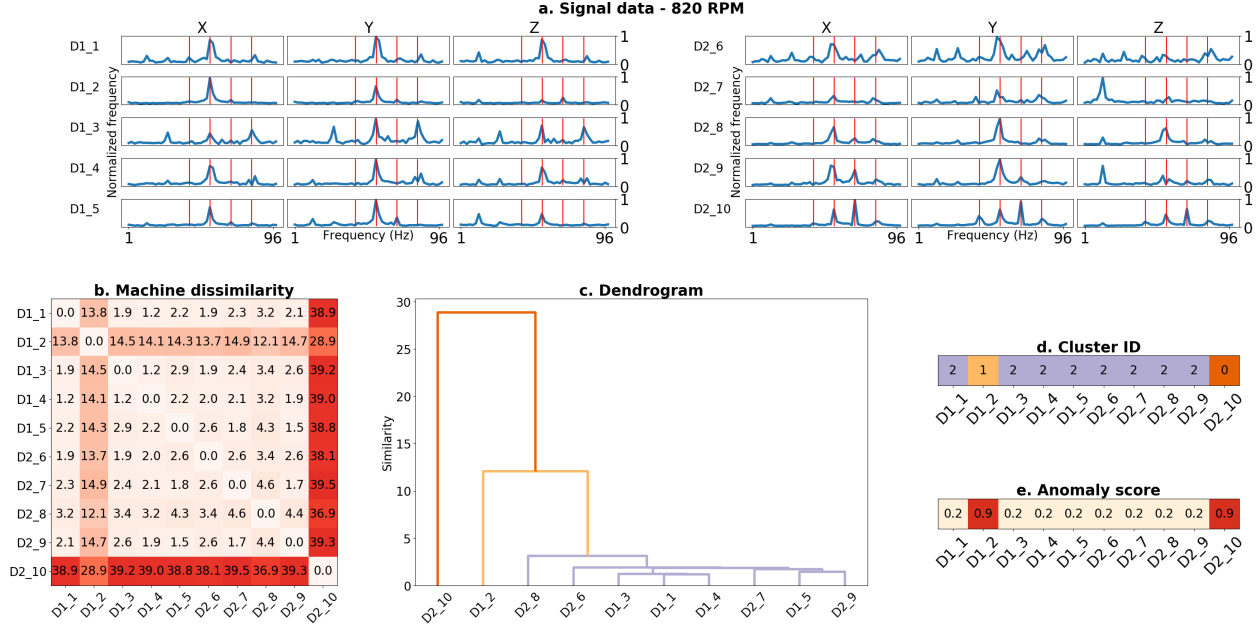 a. Signal data - 820 RPM
X Y Z X Y Z
D1_1 1 D2_6 1
0 0
D1_2 1 D2_7 1
0 0
D1_3 1 D2_8 1
0 0
D1_4 1 D2_9 1
0 0
D1_5 1 D2_10 1
0 0
Normalized frequency Normalized frequency
1 96 Frequency (Hz) 96 1 96 1 96 Frequency (Hz) 96 1 96
b. Machine dissimilarity
D1_1 0.0 13.8 1.9 1.2 2.2 1.9 2.3 3.2 2.1 38.9
D1_2 13.8 0.0 14.5 14.1 14.3 13.7 14.9 12.1 14.7 28.9
D1_3 1.9 14.5 0.0 1.2 2.9 1.9 2.4 3.4 2.6 39.2
D1_4 1.2 14.1 1.2 0.0 2.2 2.0 2.1 3.2 1.9 39.0
D1_5 2.2 14.3 2.9 2.2 0.0 2.6 1.8 4.3 1.5 38.8
D2_6 1.9 13.7 1.9 2.0 2.6 0.0 2.6 3.4 2.6 38.1
D2_7 2.3 14.9 2.4 2.1 1.8 2.6 0.0 4.6 1.7 39.5
D2_8 3.2 12.1 3.4 3.2 4.3 3.4 4.6 0.0 4.4 36.9
D2_9 2.1 14.7 2.6 1.9 1.5 2.6 1.7 4.4 0.0 39.3
D2_10 38.9 28.9 39.2 39.0 38.8 38.1 39.5 36.9 39.3 0.0
D1_1 D1_2 D1_3 D1_4 D1_5 D2_6 D2_7 D2_8 D2_9 D2_10
c. Dendrogram
Similarity
30
25
20
15
10
5
0
D2_10 D1_2 D2_8 D2_6 D1_3 D1_1 D1_4 D2_7 D1_5 D2_9
d. Cluster ID
2 1 2 2 2 2 2 2 2 0
D1_1 D1_2 D1_3 D1_4 D1_5 D2_6 D2_7 D2_8 D2_9 D2_10
e. Anomaly score
0.2 0.9 0.2 0.2 0.2 0.2 0.2 0.2 0.2 0.9
D1_1 D1_2 D1_3 D1_4 D1_5 D2_6 D2_7 D2_8 D2_9 D2_10